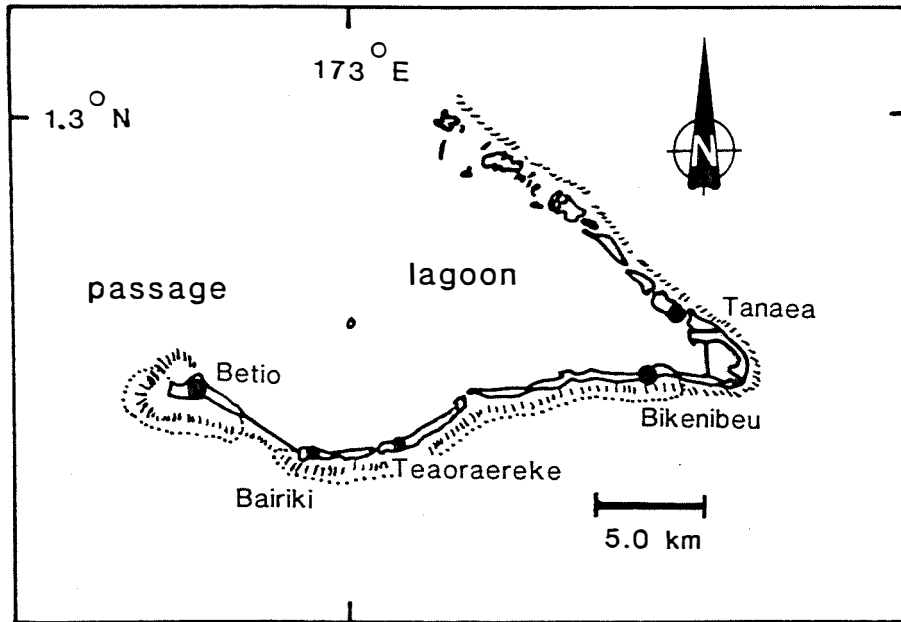 173° E
1.3° N
N
lagoon
passage
Tanaea
Betio
Bikenibeu
Teaoraereke
Bairiki
5.0 km